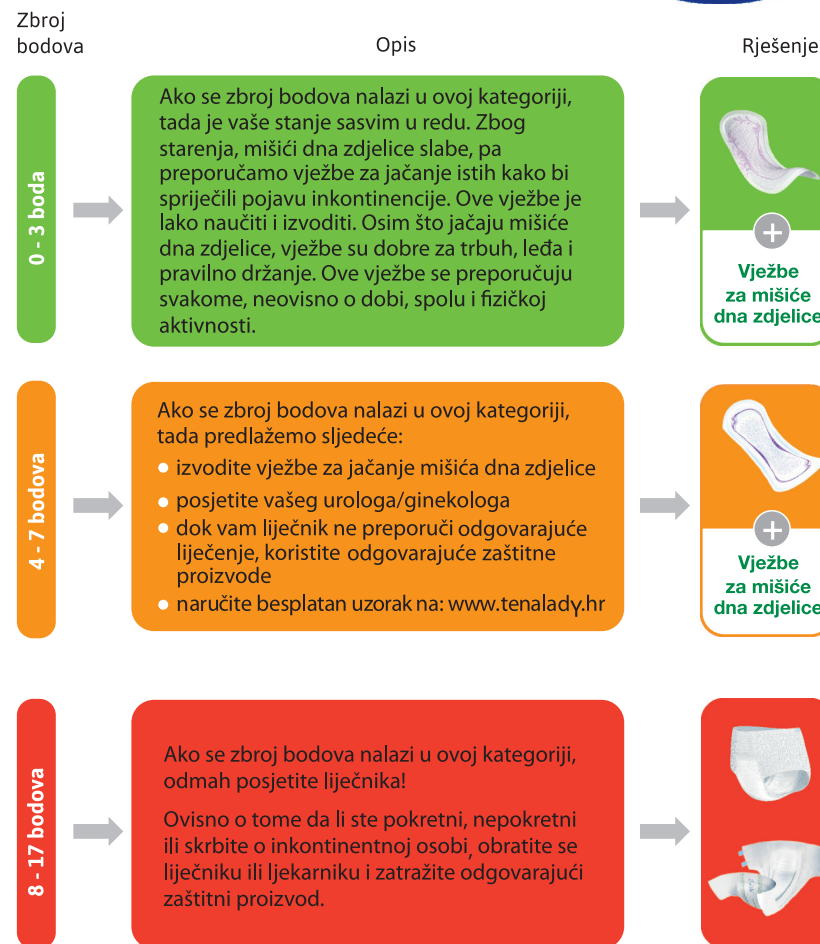 Zbroj
bodova
Opis
Rješenje
0 - 3 boda
Ako se zbroj bodova nalazi u ovoj kategoriji,
tada je vaše stanje sasvim u redu. Zbog
starenja, mišići dna zdjelice slabe, pa
preporučamo vježbe za jačanje istih kako bi
spriječili pojavu inkontinencije. Ove vježbe je
lako naučiti i izvoditi. Osim što jačaju mišiće
dna zdjelice, vježbe su dobre za trbuh, leđa i
pravilno držanje. Ove vježbe se preporučuju
svakome, neovisno o dobi, spolu i fizičkoj
aktivnosti.
+
Vježbe
za mišiće
dna zdjelice
4 - 7 bodova
Ako se zbroj bodova nalazi u ovoj kategoriji,
tada predlažemo sljedeće:
• izvodite vježbe za jačanje mišića dna zdjelice
• posjetite vašeg urologa/ginekologa
• dok vam liječnik ne preporuči odgovarajuće
liječenje, koristite odgovarajuće zaštitne
proizvode
• naručite besplatan uzorak na: www.tenalady.hr
+
Vježbe
za mišiće
dna zdjelice
8 - 17 bodova
Ako se zbroj bodova nalazi u ovoj kategoriji,
odmah posjetite liječnika!
Ovisno o tome da li ste pokretni, nepokretni
ili skrbite o inkontinentnoj osobi, obratite se
liječniku ili ljekarniku i zatražite odgovarajući
zaštitni proizvod.